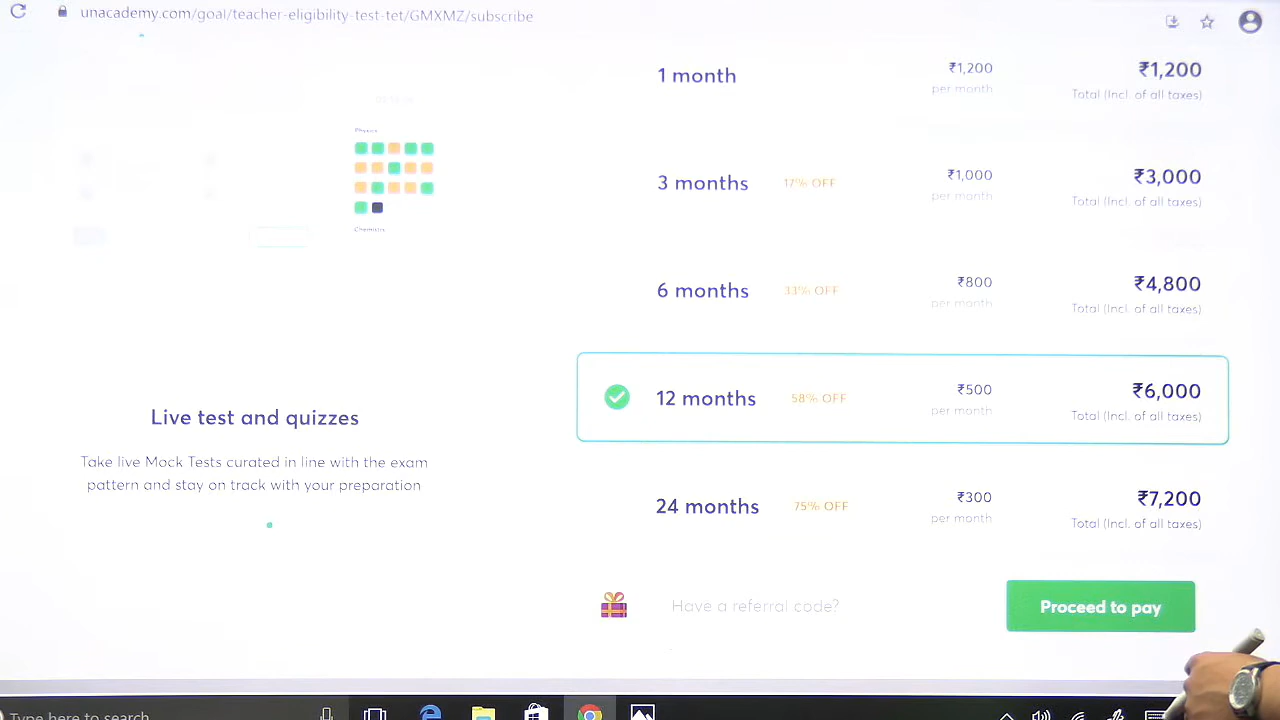 unacademy.com/goal/teacher-eligibility-test-tet/GMXMZ/subscribe
1 month ₹1,200 ₹1,200
per month Total (Incl. of all taxes)
Physics
3 months 17% OFF ₹1,000 ₹3,000
per month Total (Incl. of all taxes)
Chemistry
6 months 33% OFF ₹800 ₹4,800
per month Total (Incl. of all taxes)
12 months 58% OFF ₹500 ₹6,000
per month Total (Incl. of all taxes)
Live test and quizzes
Take live Mock Tests curated in line with the exam
pattern and stay on track with your preparation
24 months 75% OFF ₹300 ₹7,200
per month Total (Incl. of all taxes)
Have a referral code? Proceed to pay
Type here to search